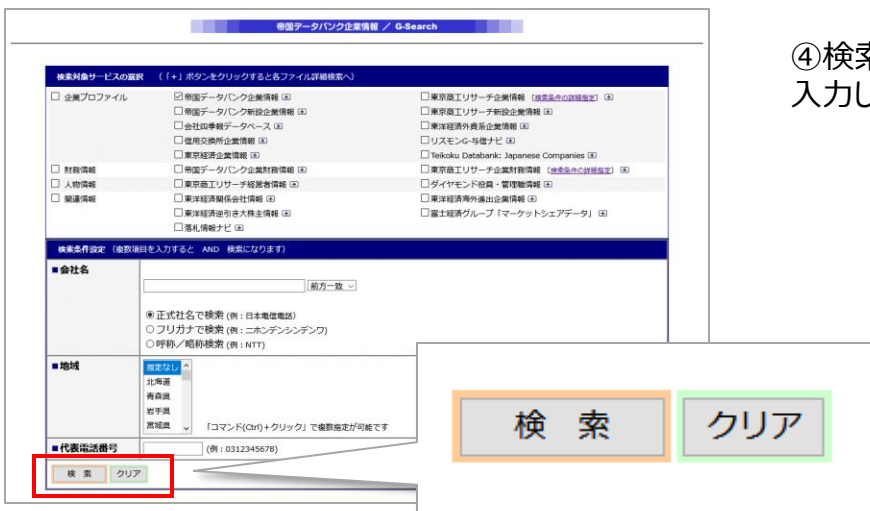 帝国データバンク企業情報 ／ G-Search
検索対象サービスの選択 （「+」ボタンをクリックすると各ファイル詳細検索へ）
企業プロファイル
帝国データバンク企業情報
東京商工リサーチ企業情報 [検索条件の詳細指定]
帝国データバンク新設企業情報
東京商工リサーチ新設企業情報
会社四季報データベース
東洋経済外資系企業情報
信用交換所企業情報
リスモンG-与信ナビ
東京経済企業情報
Teikoku Databank: Japanese Companies
財務情報
帝国データバンク企業財務情報
東京商工リサーチ企業財務情報 [検索条件の詳細指定]
人物情報
東京商工リサーチ経営者情報
ダイヤモンド役員・管理職情報
関連情報
東洋経済関係会社情報
東洋経済海外進出企業情報
東洋経済逆引き大株主情報
富士経済グループ「マーケットシェアデータ」
落札情報ナビ
検索条件設定 （複数項目を入力すると AND 検索になります）
■会社名
前方一致
正式社名で検索 (例：日本電信電話)
フリガナで検索 (例：ニホンデンシンデンワ)
呼称／略称検索 (例：NTT)
■地域
指定なし
北海道
青森県
岩手県
宮城県
「コマンド(Ctrl)+クリック」で複数指定が可能です
■代表電話番号
(例：0312345678)
検 索 クリア
検 索 クリア
④検索
入力し